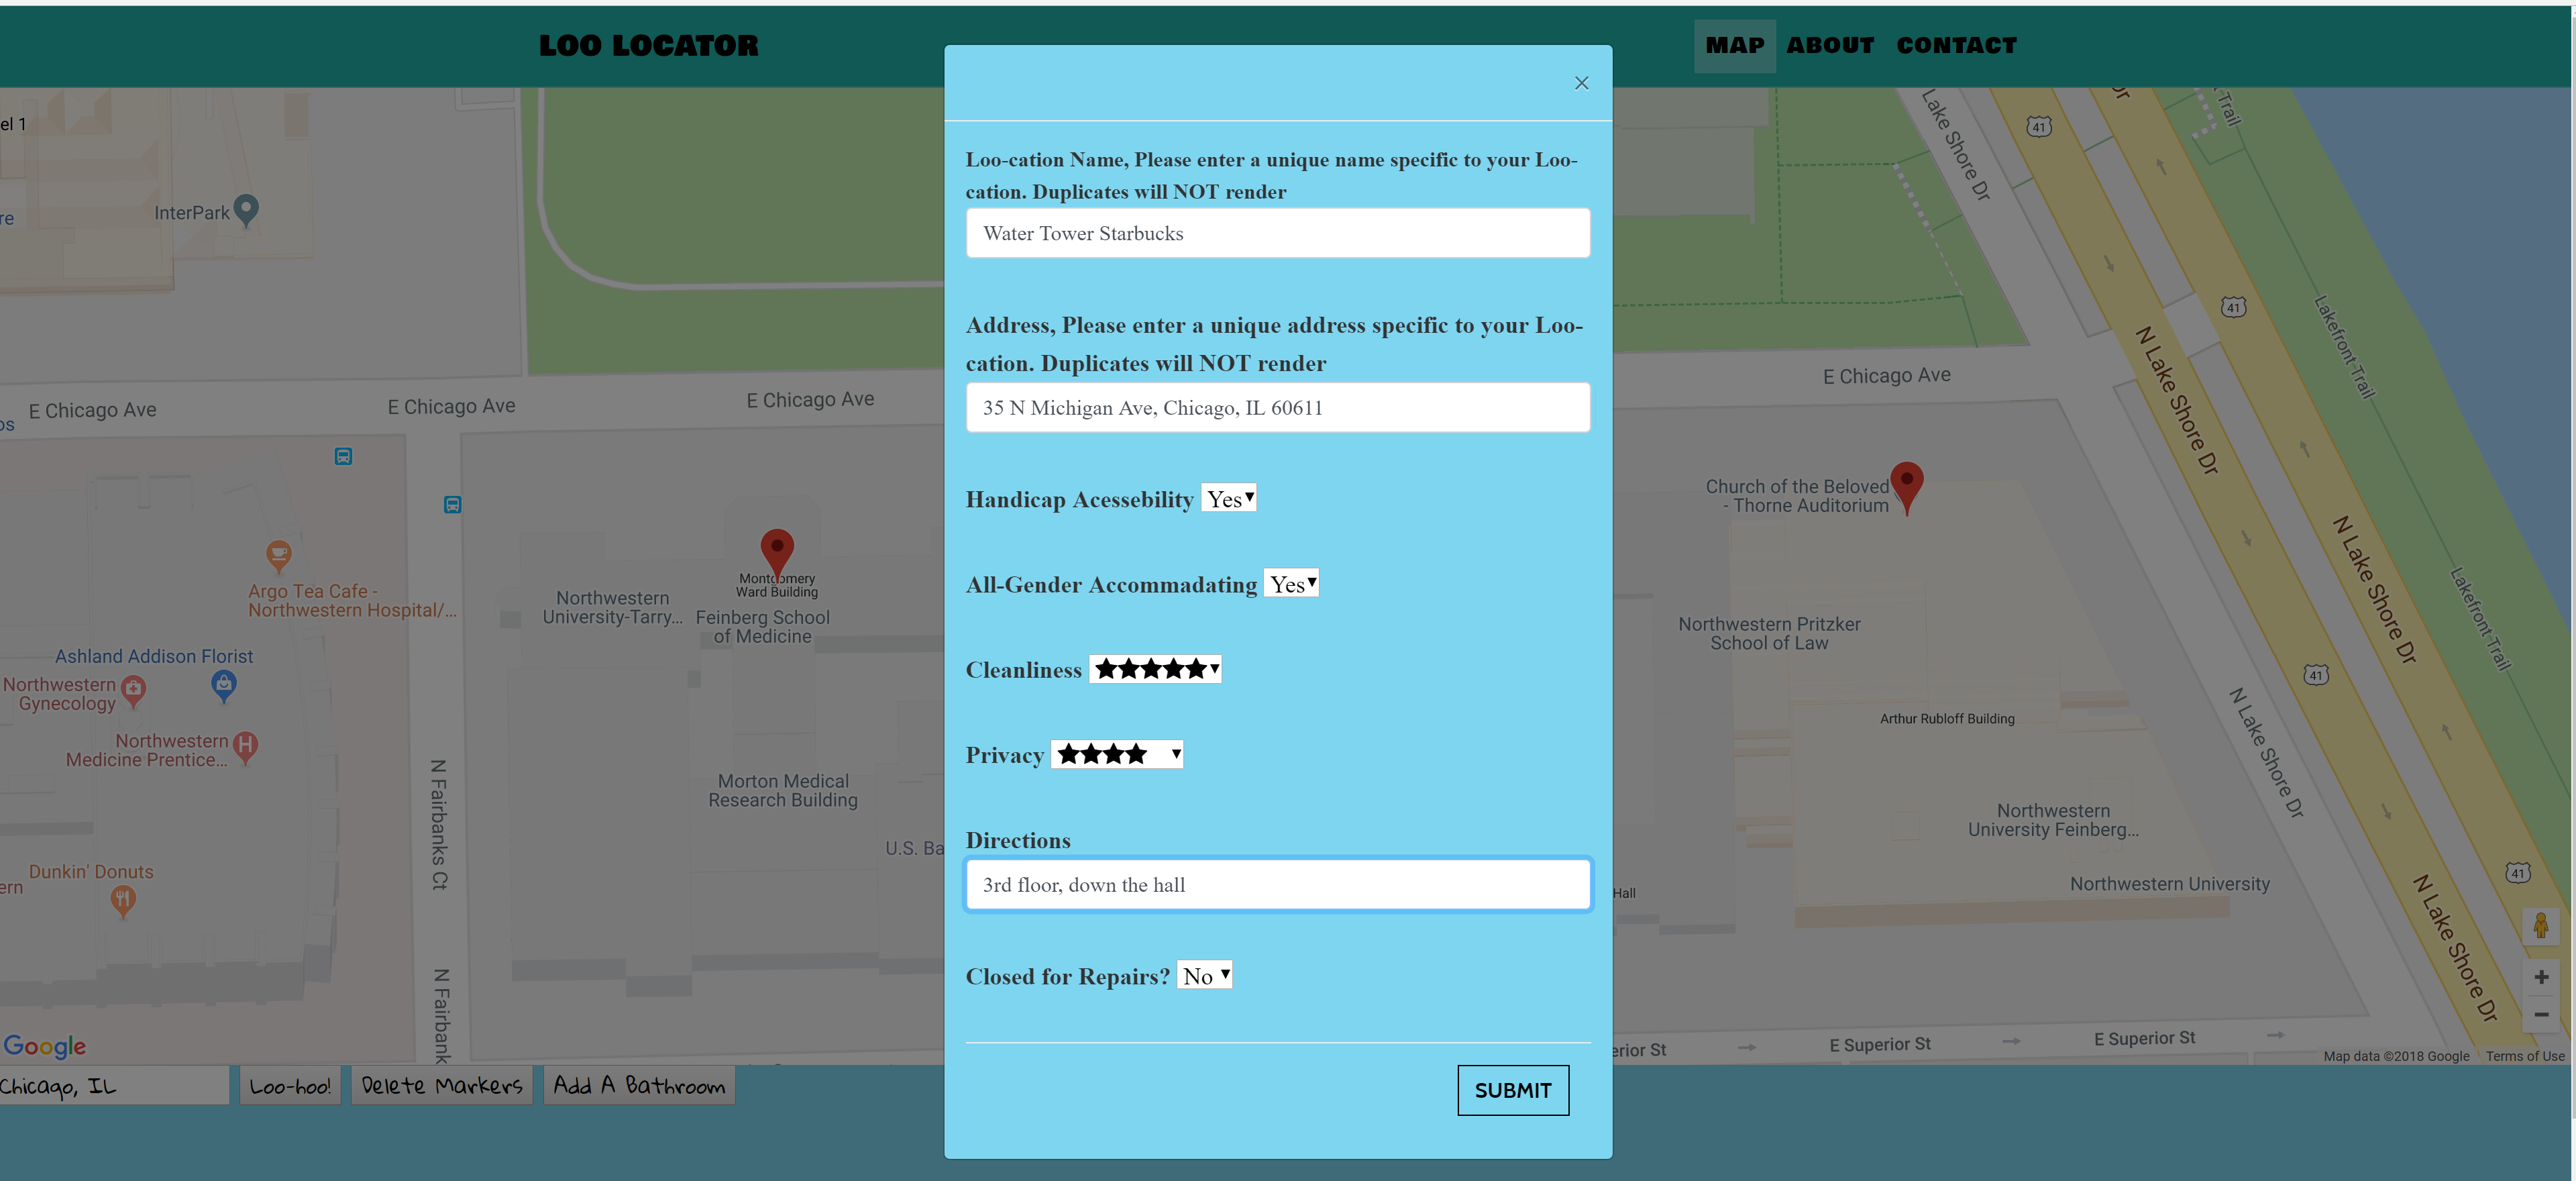 LOO LOCATOR
MAP ABOUT CONTACT
×
Loo-cation Name, Please enter a unique name specific to your Loo-
cation. Duplicates will NOT render
Water Tower Starbucks
Address, Please enter a unique address specific to your Loo-
cation. Duplicates will NOT render
35 N Michigan Ave, Chicago, IL 60611
Handicap Acessebility Yes
All-Gender Accommadating Yes
Cleanliness ★★★★★
Privacy ★★★★
Directions
3rd floor, down the hall
Closed for Repairs? No
SUBMIT
el 1
InterPark
re
E Chicago Ave
E Chicago Ave
E Chicago Ave
os
Argo Tea Cafe -
Northwestern Hospital/...
Montgomery
Ward Building
Northwestern
University-Tarry...
Feinberg School
of Medicine
Ashland Addison Florist
Northwestern
Gynecology
Northwestern
Medicine Prentice...
H
Morton Medical
Research Building
U.S. Ba
Dunkin' Donuts
ern
N Fairbanks Ct
N Fairbank
Google
Lake Shore Dr
Dr
Trail
41
N Lake Shore Dr
41
Lakefront Trail
E Chicago Ave
Church of the Beloved
- Thorne Auditorium
N Lake Shore Dr
Lakefront Trail
Northwestern Pritzker
School of Law
41
N Lake Shore Dr
Arthur Rubloff Building
Northwestern
University Feinberg...
Hall
Northwestern University
41
N Lake Shore Dr
erior St
E Superior St
E Superior St
+
−
Map data ©2018 Google Terms of Use
Chicago, IL
Loo-hoo!
Delete Markers
Add A Bathroom